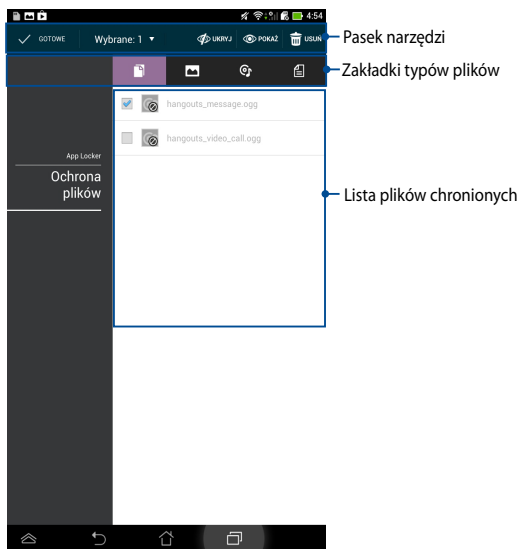 4:54
GOTOWE Wybrane: 1 UKRYJ POKAŻ USUŃ
Pasek narzędzi
Zakładki typów plików
hangouts_message.ogg
hangouts_video_call.ogg
App Locker
Ochrona
plików
Lista plików chronionych